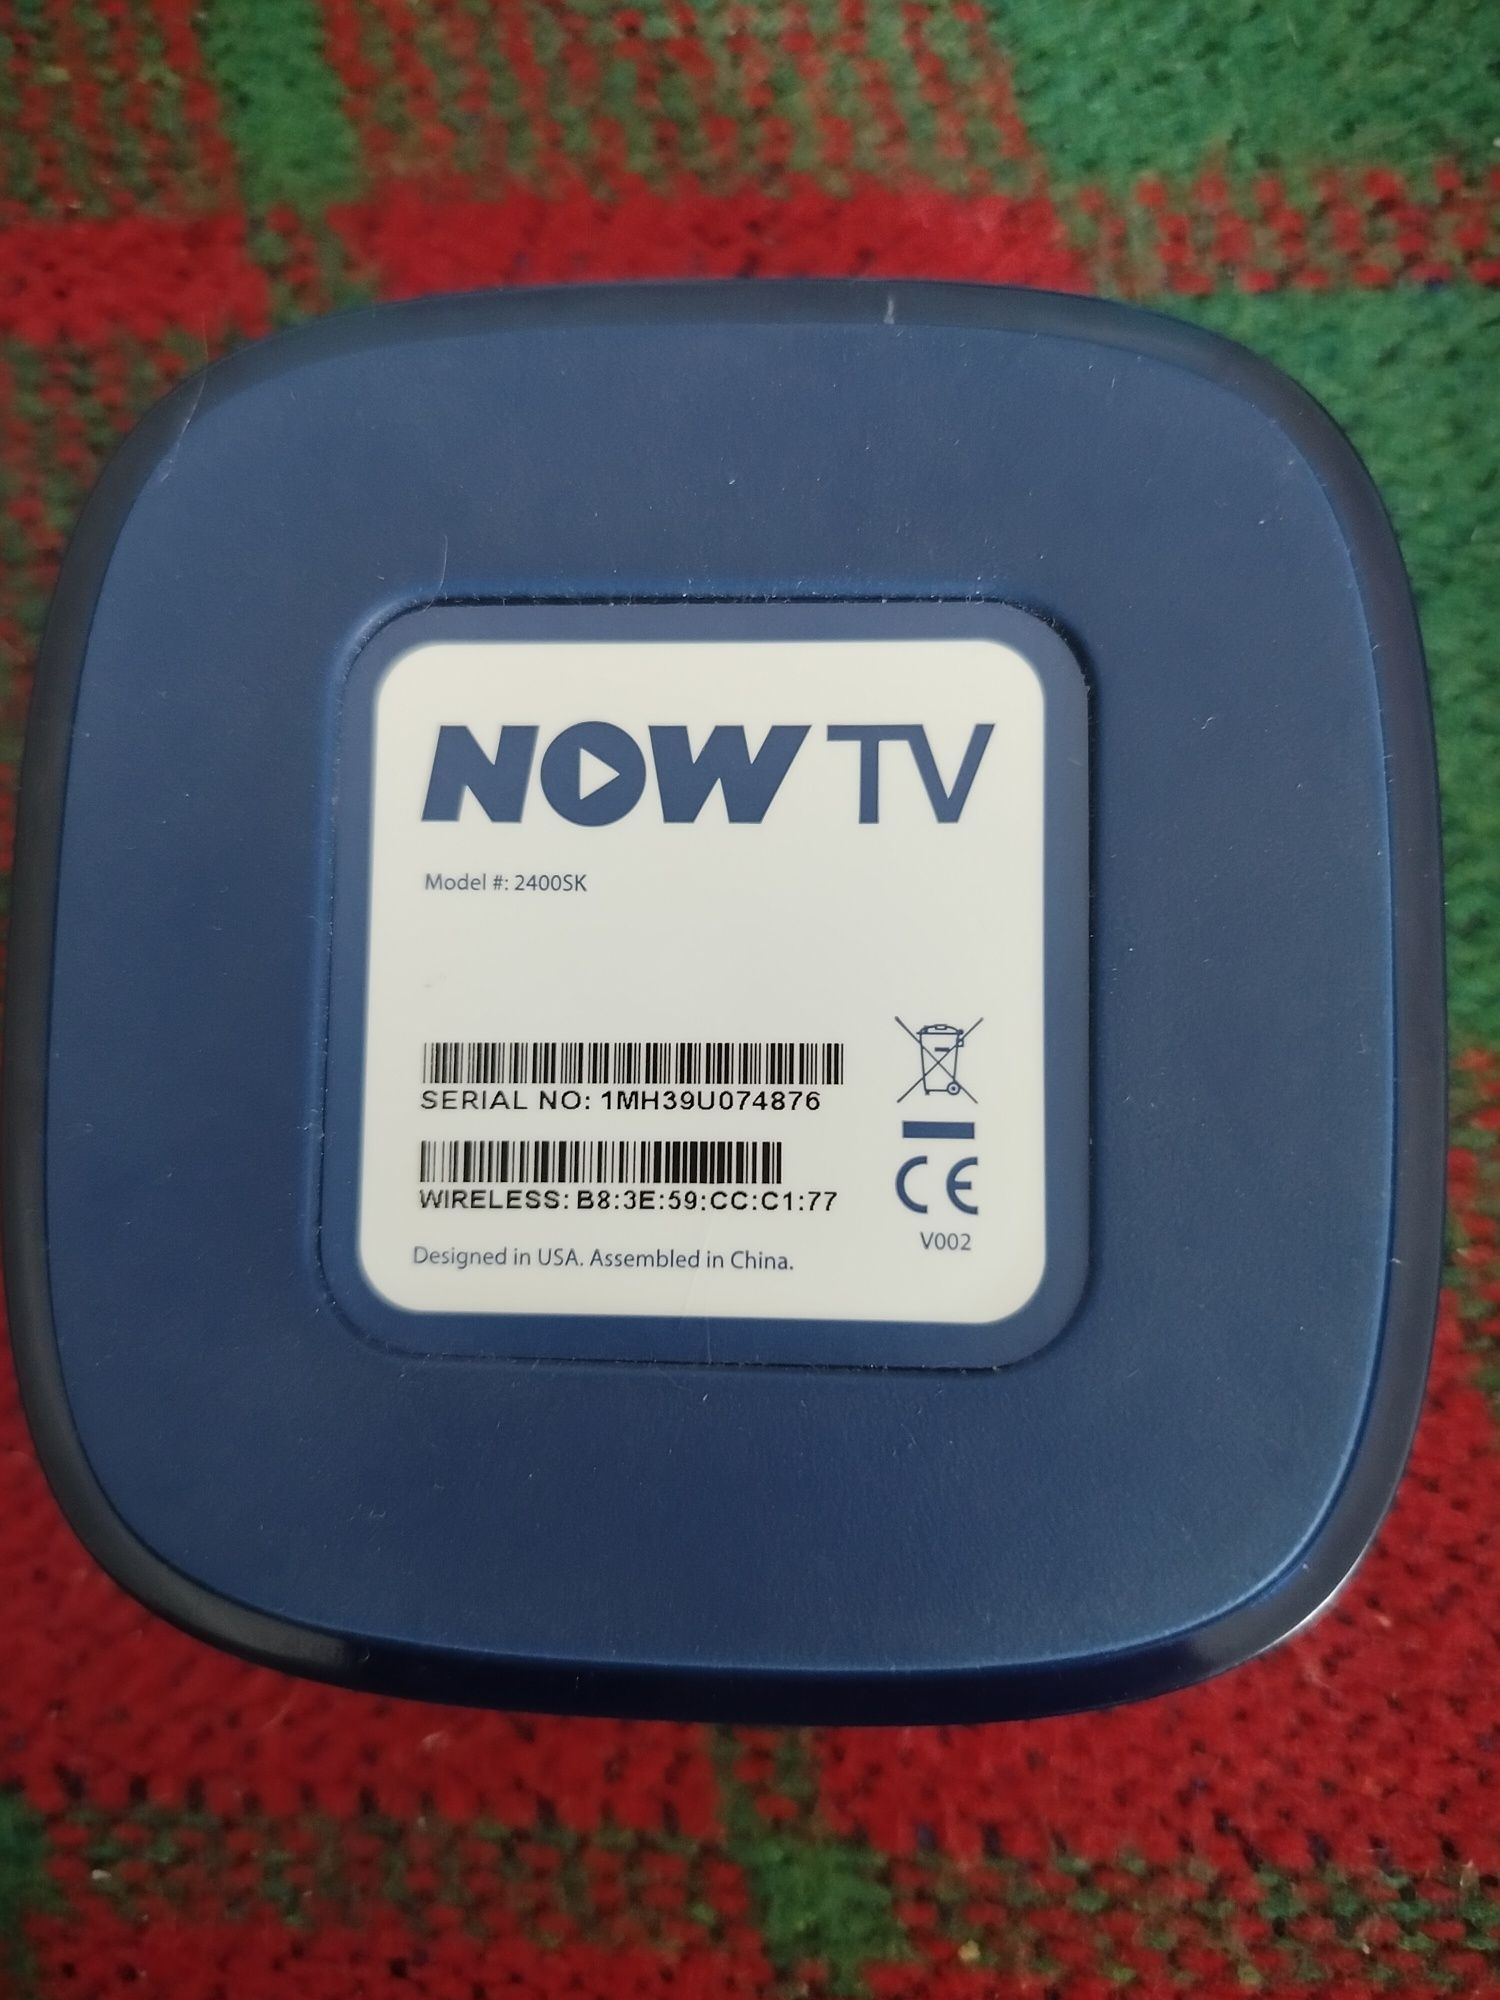 NOW TV
Model #: 2400SK
SERIAL NO: 1MH39U074876
WIRELESS: B8:3E:59:CC:C1:77
CE
V002
Designed in USA. Assembled in China.